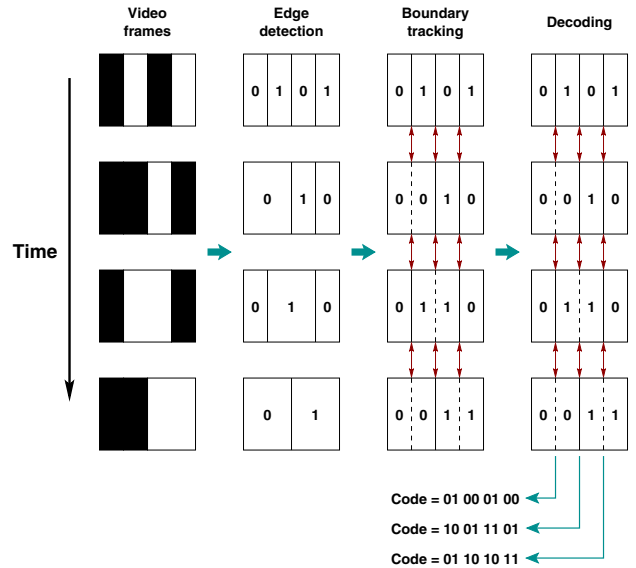 Video
frames
Edge
detection
Boundary
tracking
Decoding
0 1 0 1
0 1 0 1
0 1 0 1
0 1 0
0 0 1 0
0 0 1 0
Time
0 1 0
0 1 1 0
0 1 1 0
0 1
0 0 1 1
0 0 1 1
Code = 01 00 01 00
Code = 10 01 11 01
Code = 01 10 10 11